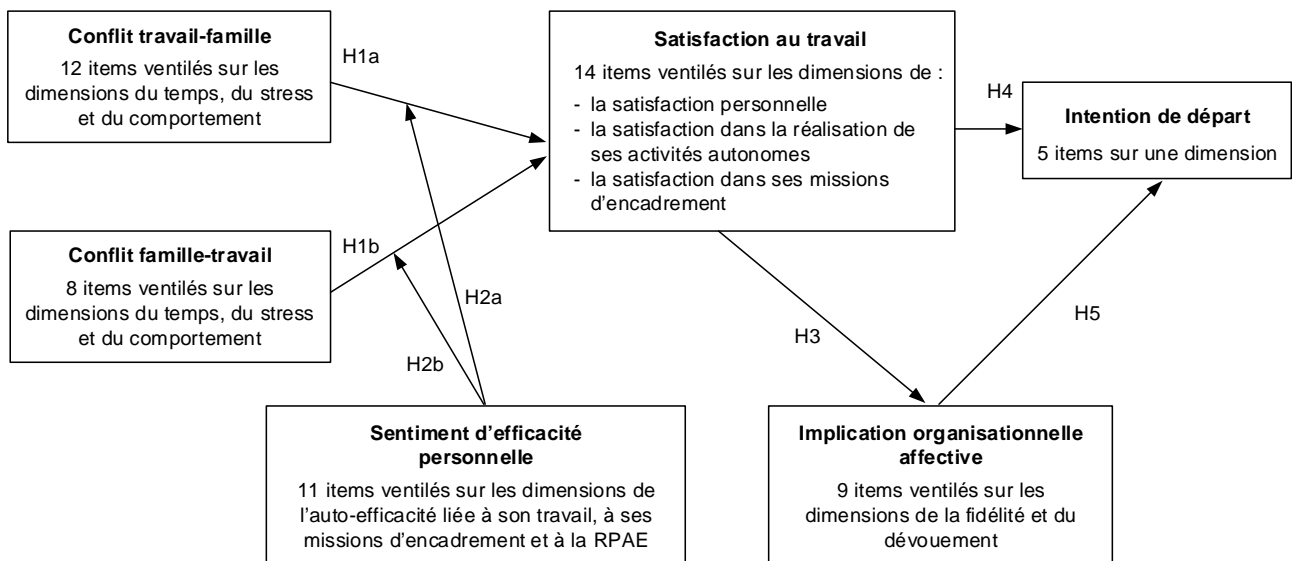 Conflit travail-famille
12 items ventilés sur les
dimensions du temps, du stress
et du comportement
H1a
Satisfaction au travail
14 items ventilés sur les dimensions de :
- la satisfaction personnelle
- la satisfaction dans la réalisation de
ses activités autonomes
- la satisfaction dans ses missions
d’encadrement
H4
Intention de départ
5 items sur une dimension
Conflit famille-travail
8 items ventilés sur les
dimensions du temps, du stress
et du comportement
H1b
H2a
H2b
H3
H5
Sentiment d’efficacité
personnelle
11 items ventilés sur les dimensions de
l’auto-efficacité liée à son travail, à ses
missions d’encadrement et à la RPAE
Implication organisationnelle
affective
9 items ventilés sur les
dimensions de la fidélité et du
dévouement